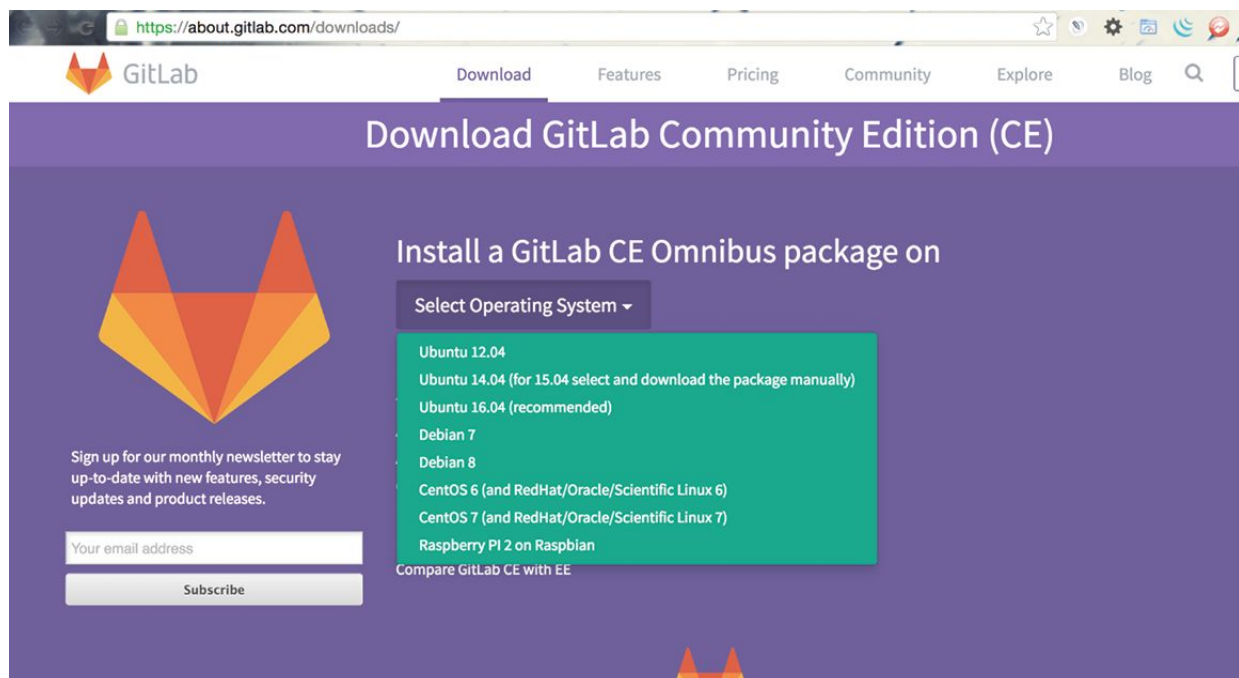 https://about.gitlab.com/downloads/
GitLab
Download Features Pricing Community Explore Blog
Download GitLab Community Edition (CE)
Install a GitLab CE Omnibus package on
Select Operating System
Ubuntu 12.04
Ubuntu 14.04 (for 15.04 select and download the package manually)
Ubuntu 16.04 (recommended)
Debian 7
Debian 8
CentOS 6 (and RedHat/Oracle/Scientific Linux 6)
CentOS 7 (and RedHat/Oracle/Scientific Linux 7)
Raspberry PI 2 on Raspbian
Compare GitLab CE with EE
Sign up for our monthly newsletter to stay
up-to-date with new features, security
updates and product releases.
Your email address
Subscribe